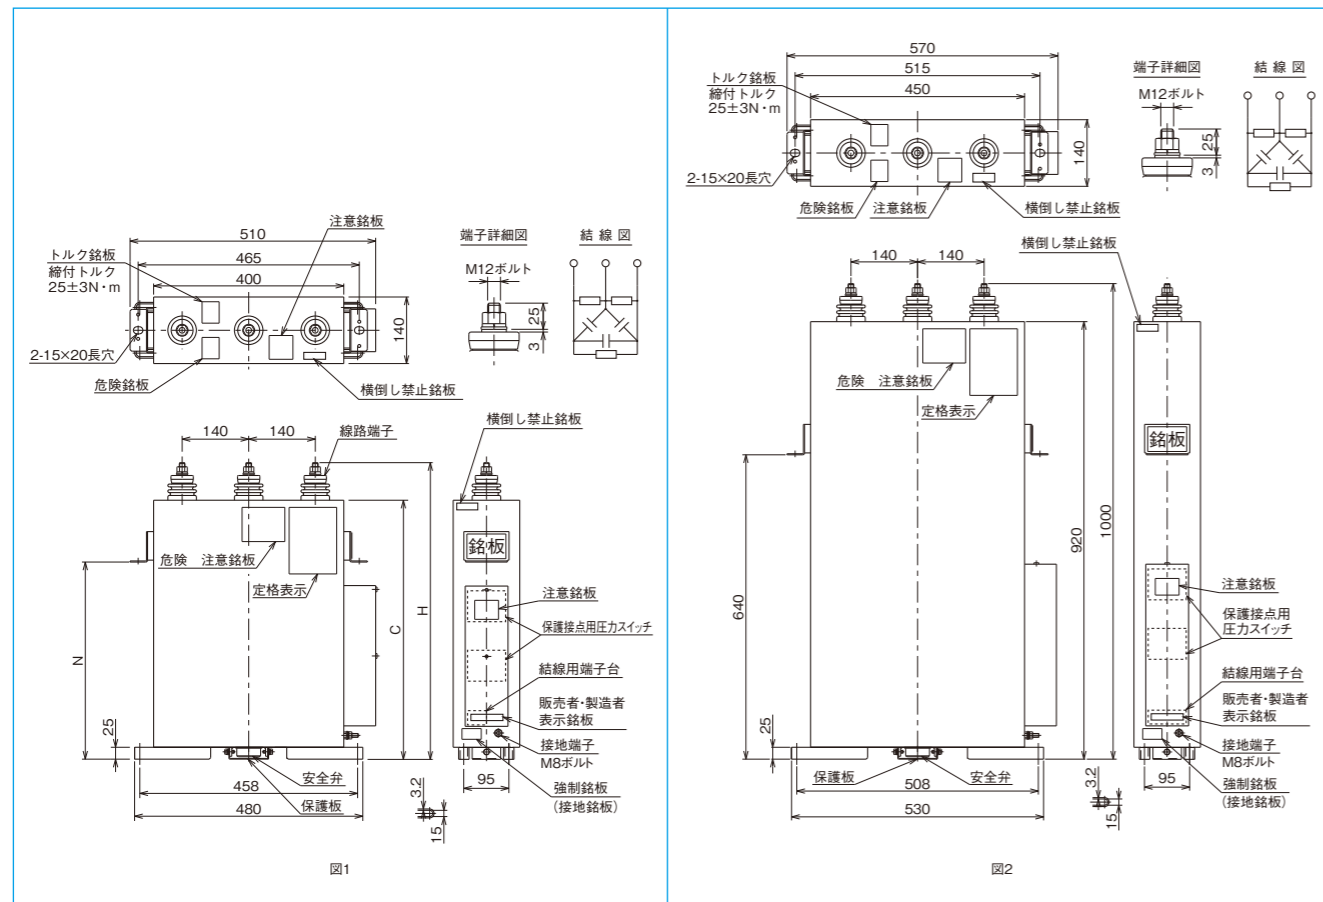 510
465
400
トルク銘板
締付トルク
25±3N・m
注意銘板
140
2-15×20長穴
危険銘板
横倒し禁止銘板
端子詳細図
M12ボルト
25
3
結線図
140
140
線路端子
横倒し禁止銘板
銘板
危険 注意銘板
定格表示
注意銘板
保護接点用圧力スイッチ
結線用端子台
販売者・製造者
表示銘板
接地端子
M8ボルト
強制銘板
(接地銘板)
N
C
H
25
安全弁
保護板
458
480
3.2
15
95
図1
570
515
450
トルク銘板
締付トルク
25±3N・m
140
2-15×20長穴
危険銘板
注意銘板
横倒し禁止銘板
端子詳細図
M12ボルト
25
3
結線図
横倒し禁止銘板
140
140
危険 注意銘板
定格表示
銘板
640
920
1000
注意銘板
保護接点用
圧力スイッチ
結線用端子台
販売者・製造者
表示銘板
接地端子
M8ボルト
強制銘板
(接地銘板)
25
保護板
安全弁
508
530
3.2
15
95
図2